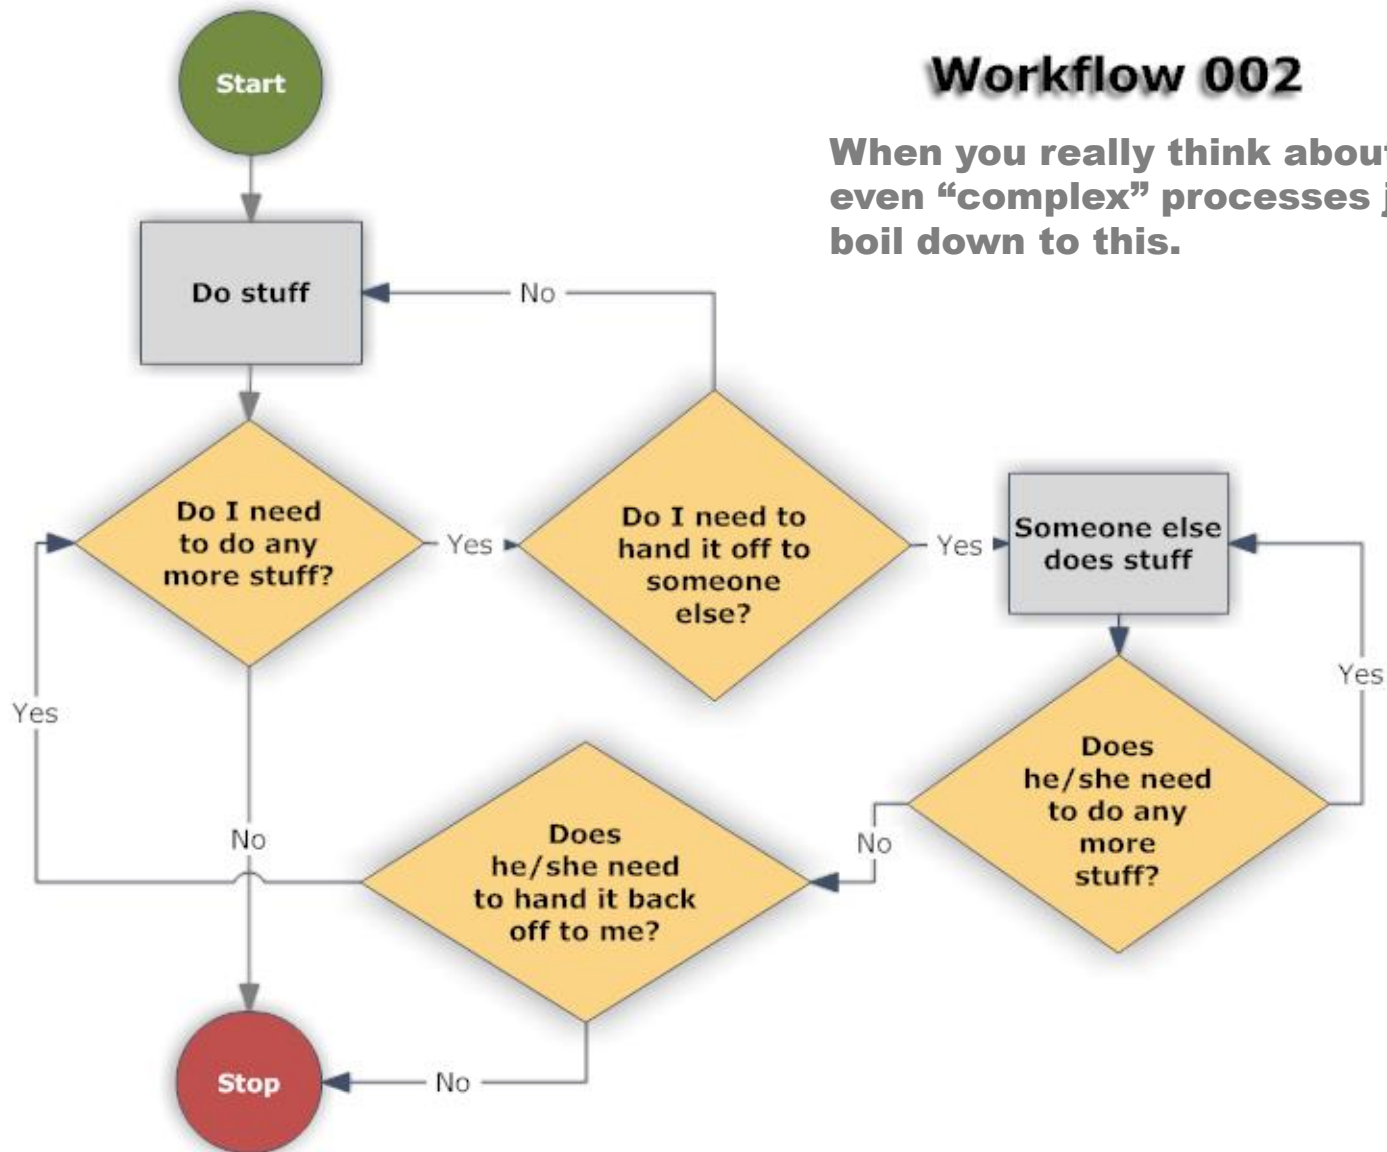 Start
Workflow 002
When you really think about
even “complex” processes j
boil down to this.
Do stuff
No
Do I need
to do any
more stuff?
Yes
Do I need to
hand it off to
someone
else?
Yes
Someone else
does stuff
Yes
Yes
Does
he/she need
to do any
more
stuff?
No
No
Does
he/she need
to hand it back
off to me?
Stop
No